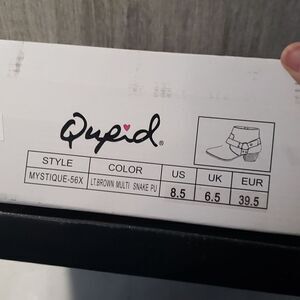 Qupid®
STYLE COLOR US UK EUR
MYSTIQUE-56X LT.BROWN MULTI SNAKE PU 8.5 6.5 39.5